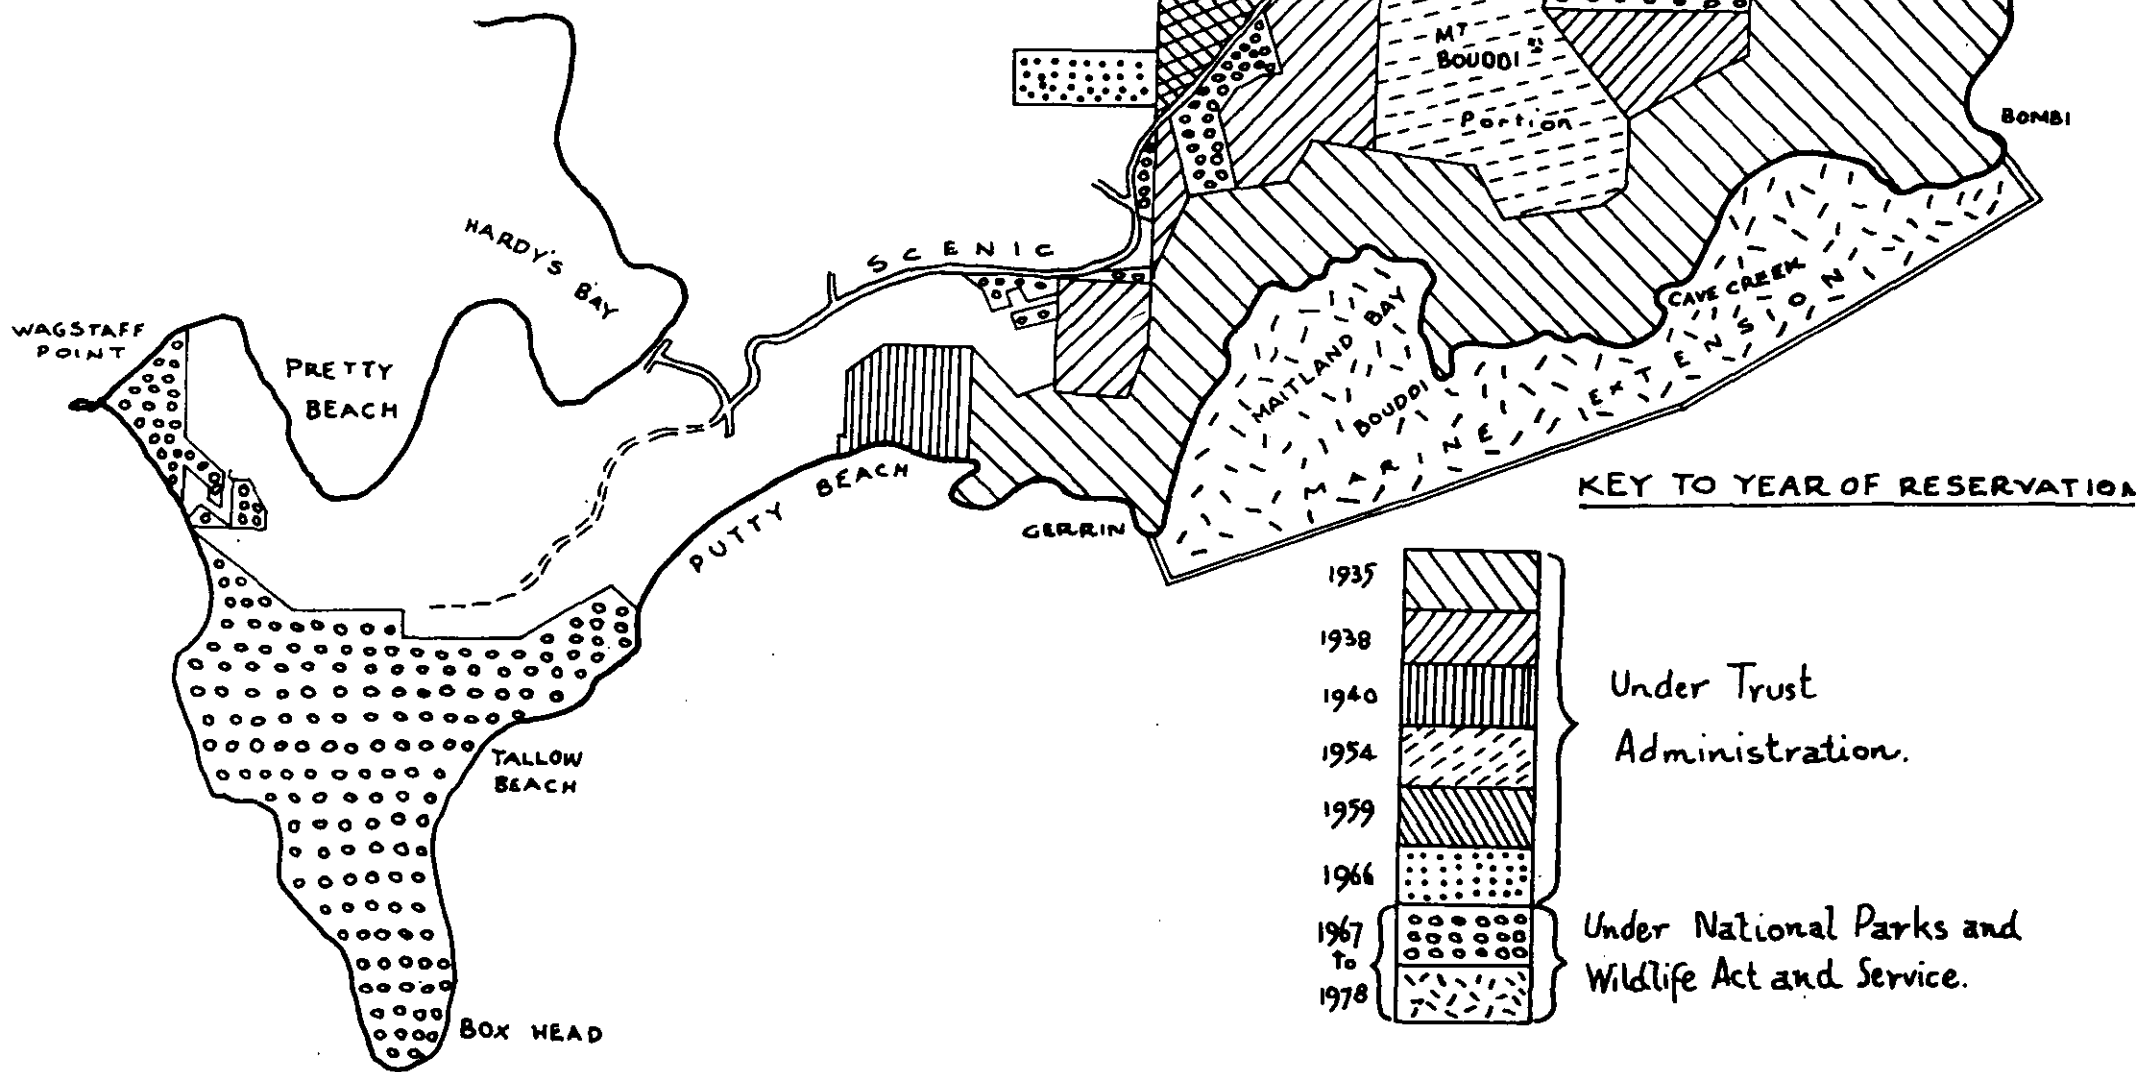 MT
BOUDDI
Portion
BOMBI
HARDY'S BAY
SCENIC
WAGSTAFF
POINT
PRETTY
BEACH
CAVE CREEK
MAITLAND BAY
BOUDDI
MARINE EXTENSION
PUTTY BEACH
GERRIN
KEY TO YEAR OF RESERVATION
1935
1938
1940
1954
1959
1966
Under Trust
Administration.
1967
to
1978
Under National Parks and
Wildlife Act and Service.
TALLOW
BEACH
BOX HEAD